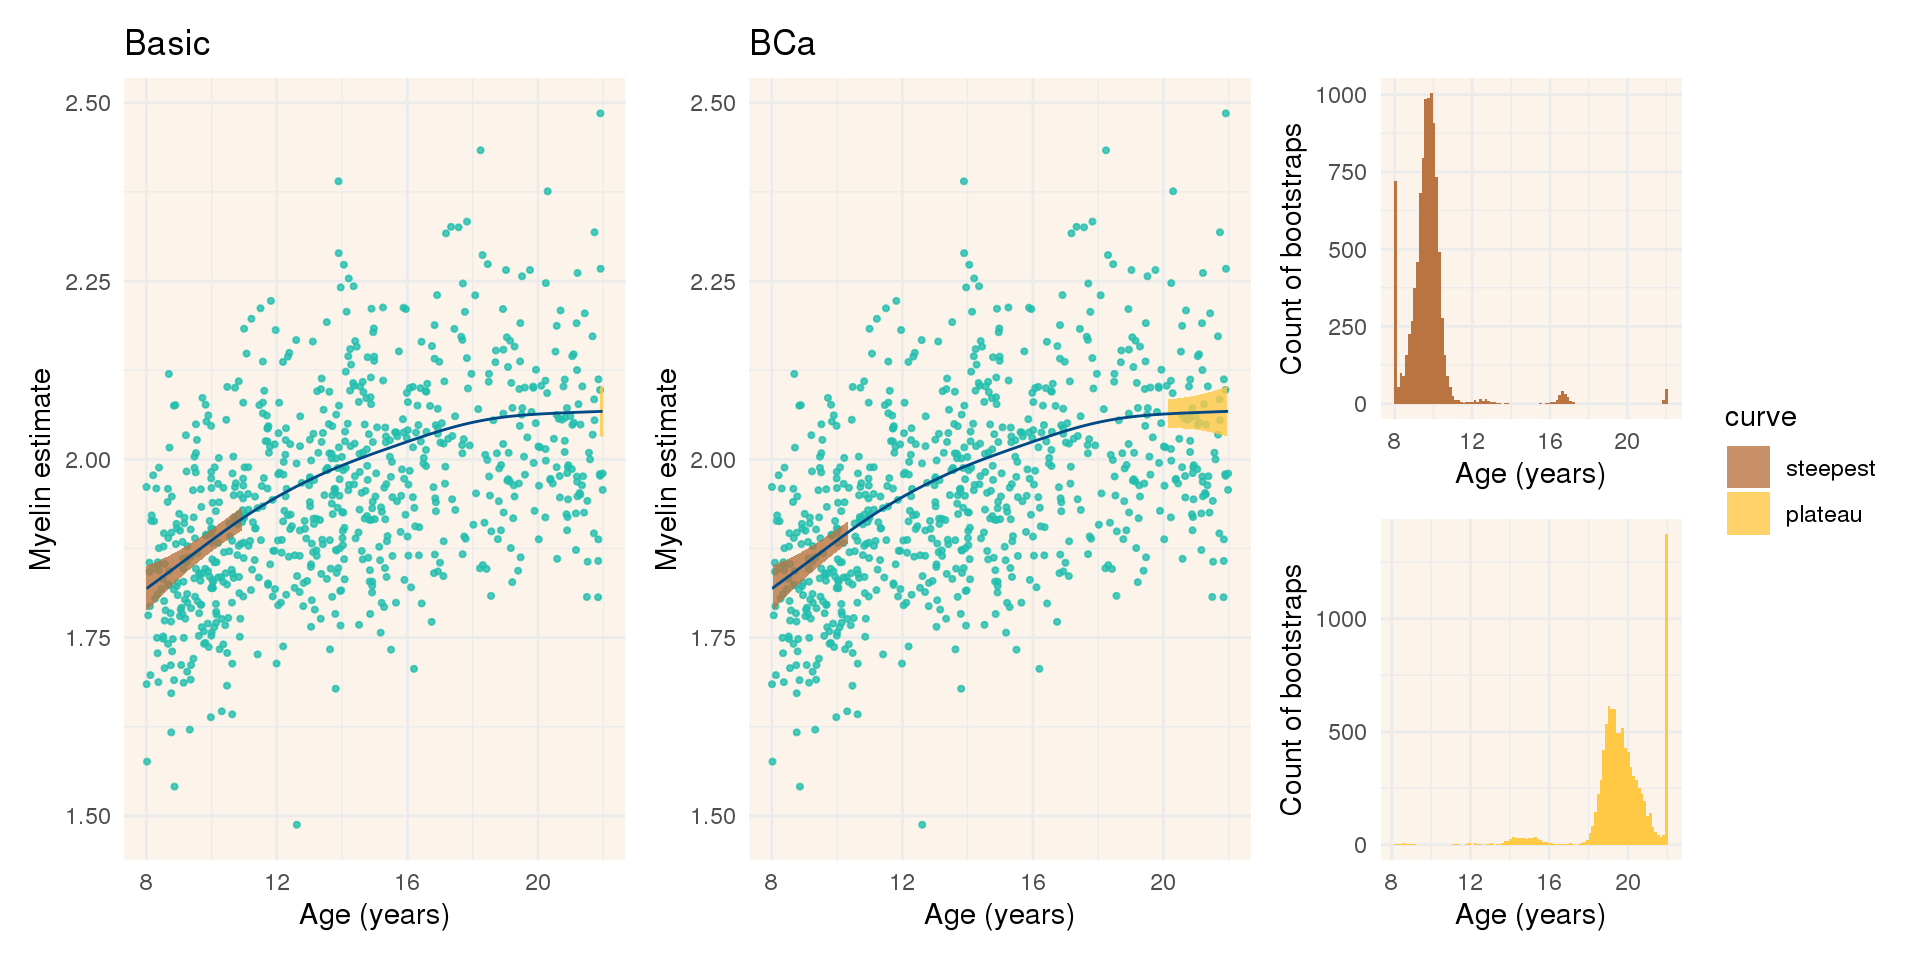 Basic
2.50
2.25
2.00
1.75
1.50
8 12 16 20
Age (years)
Myelin estimate
BCa
2.50
2.25
2.00
1.75
1.50
8 12 16 20
Age (years)
Myelin estimate
1000
750
500
250
0
8 12 16 20
Age (years)
Count of bootstraps
1000
500
0
8 12 16 20
Age (years)
Count of bootstraps
curve
steepest
plateau